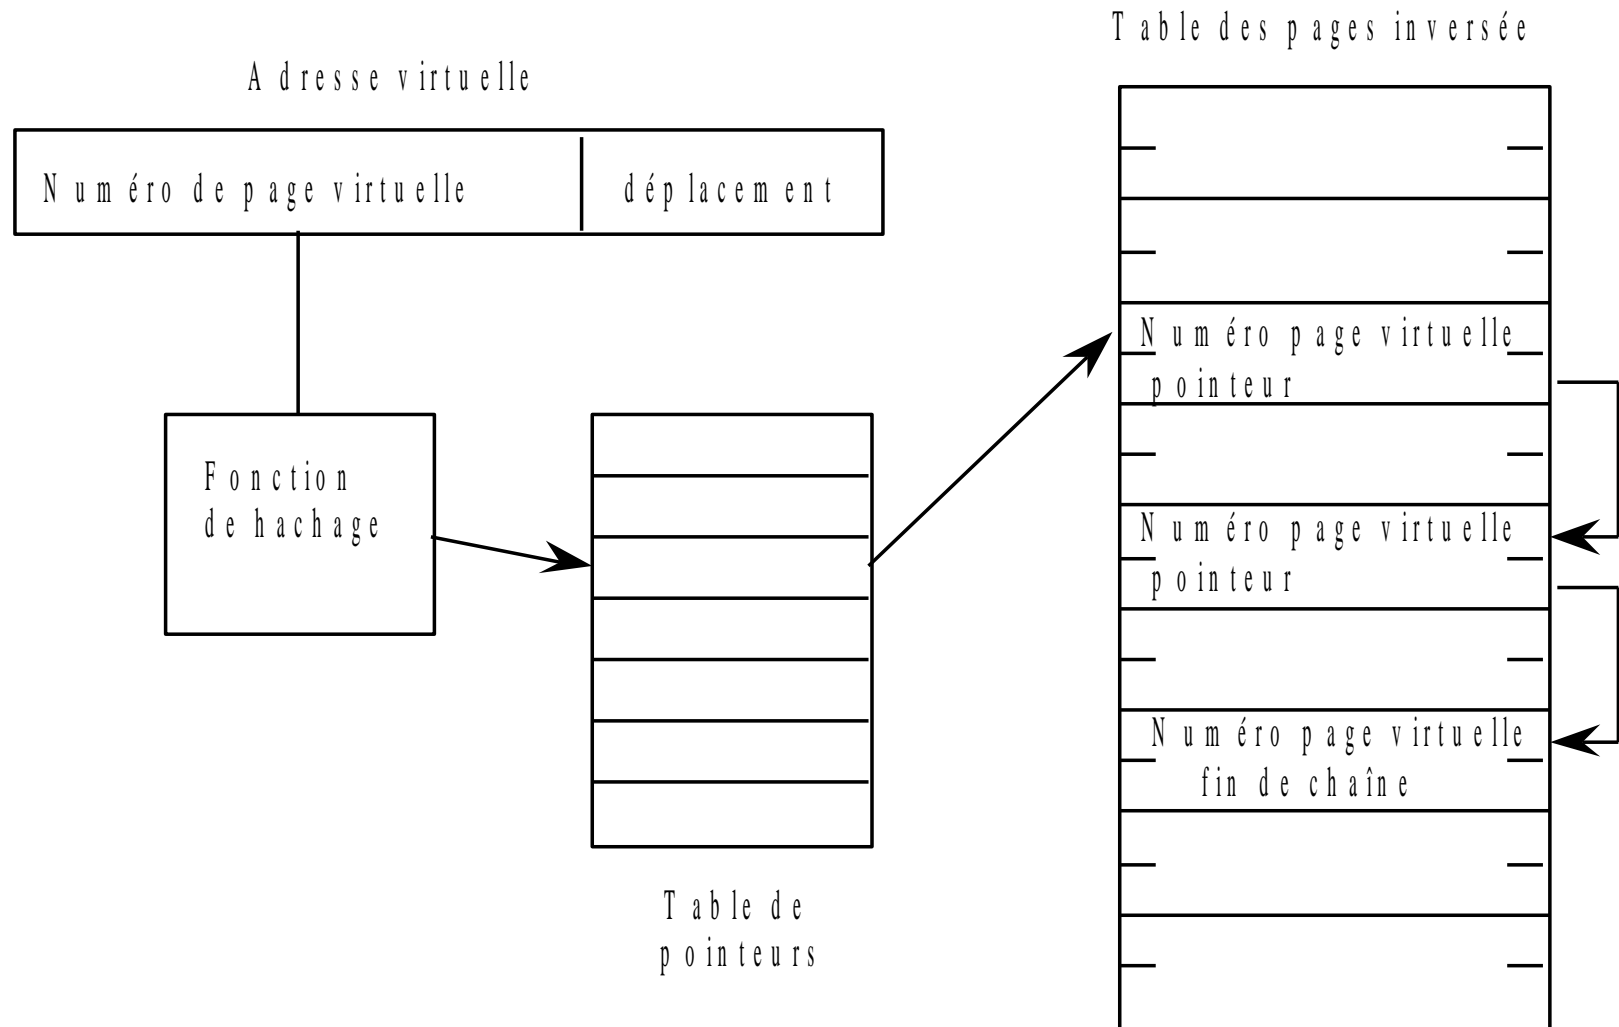 Table des pages inversée
Adresse virtuelle
Numéro de page virtuelle
déplacement
Fonction
de hachage
Table de
pointeurs
Numéro page virtuelle
pointeur
Numéro page virtuelle
pointeur
Numéro page virtuelle
fin de chaîne